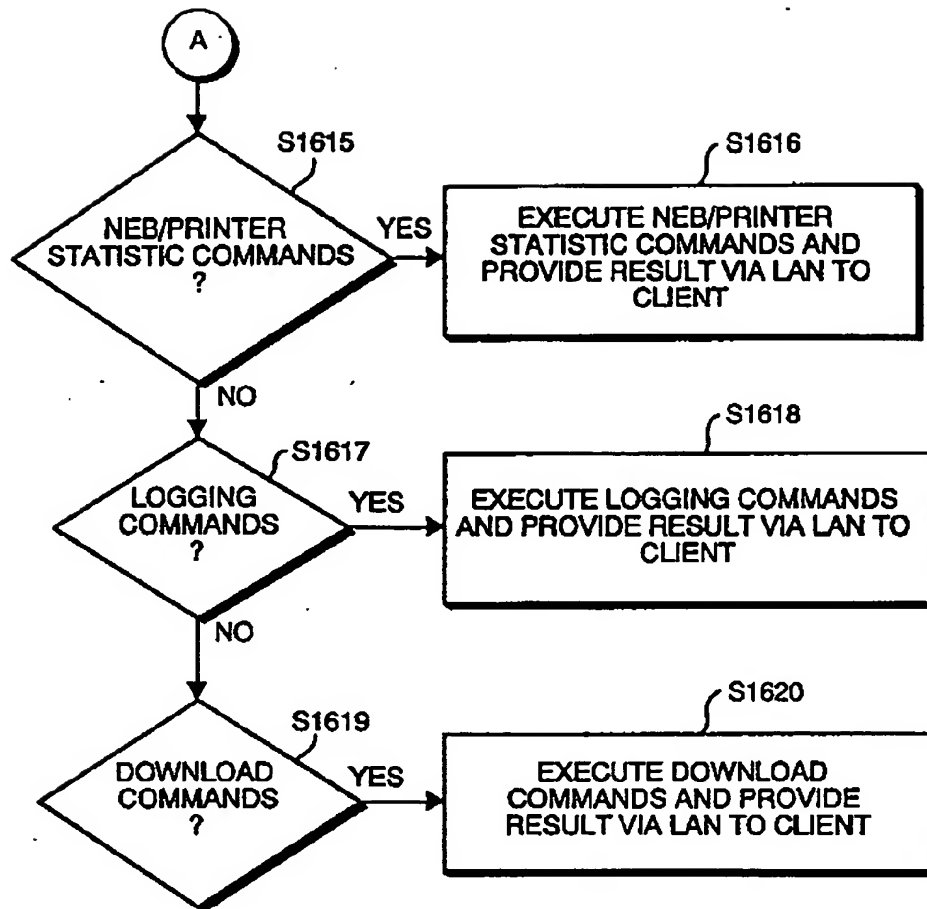 A
S1615
NEB/PRINTER
STATISTIC COMMANDS
?
YES
S1616
EXECUTE NEB/PRINTER
STATISTIC COMMANDS AND
PROVIDE RESULT VIA LAN TO
CLIENT
NO
S1617
LOGGING
COMMANDS
?
YES
S1618
EXECUTE LOGGING COMMANDS
AND PROVIDE RESULT VIA LAN TO
CLIENT
NO
S1619
DOWNLOAD
COMMANDS
?
YES
S1620
EXECUTE DOWNLOAD
COMMANDS AND PROVIDE
RESULT VIA LAN TO CLIENT